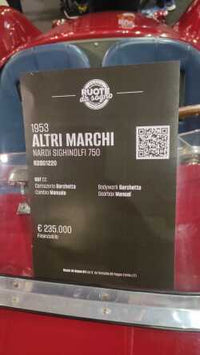 RUOTE
da sogno
1953
ALTRI MARCHI
NARDI SIGHINOLFI 750
Carrozzeria Barchetta
Cambio Manuale
Bodywork Barchetta
Gearbox Manual
€ 235.000
Finanziabile